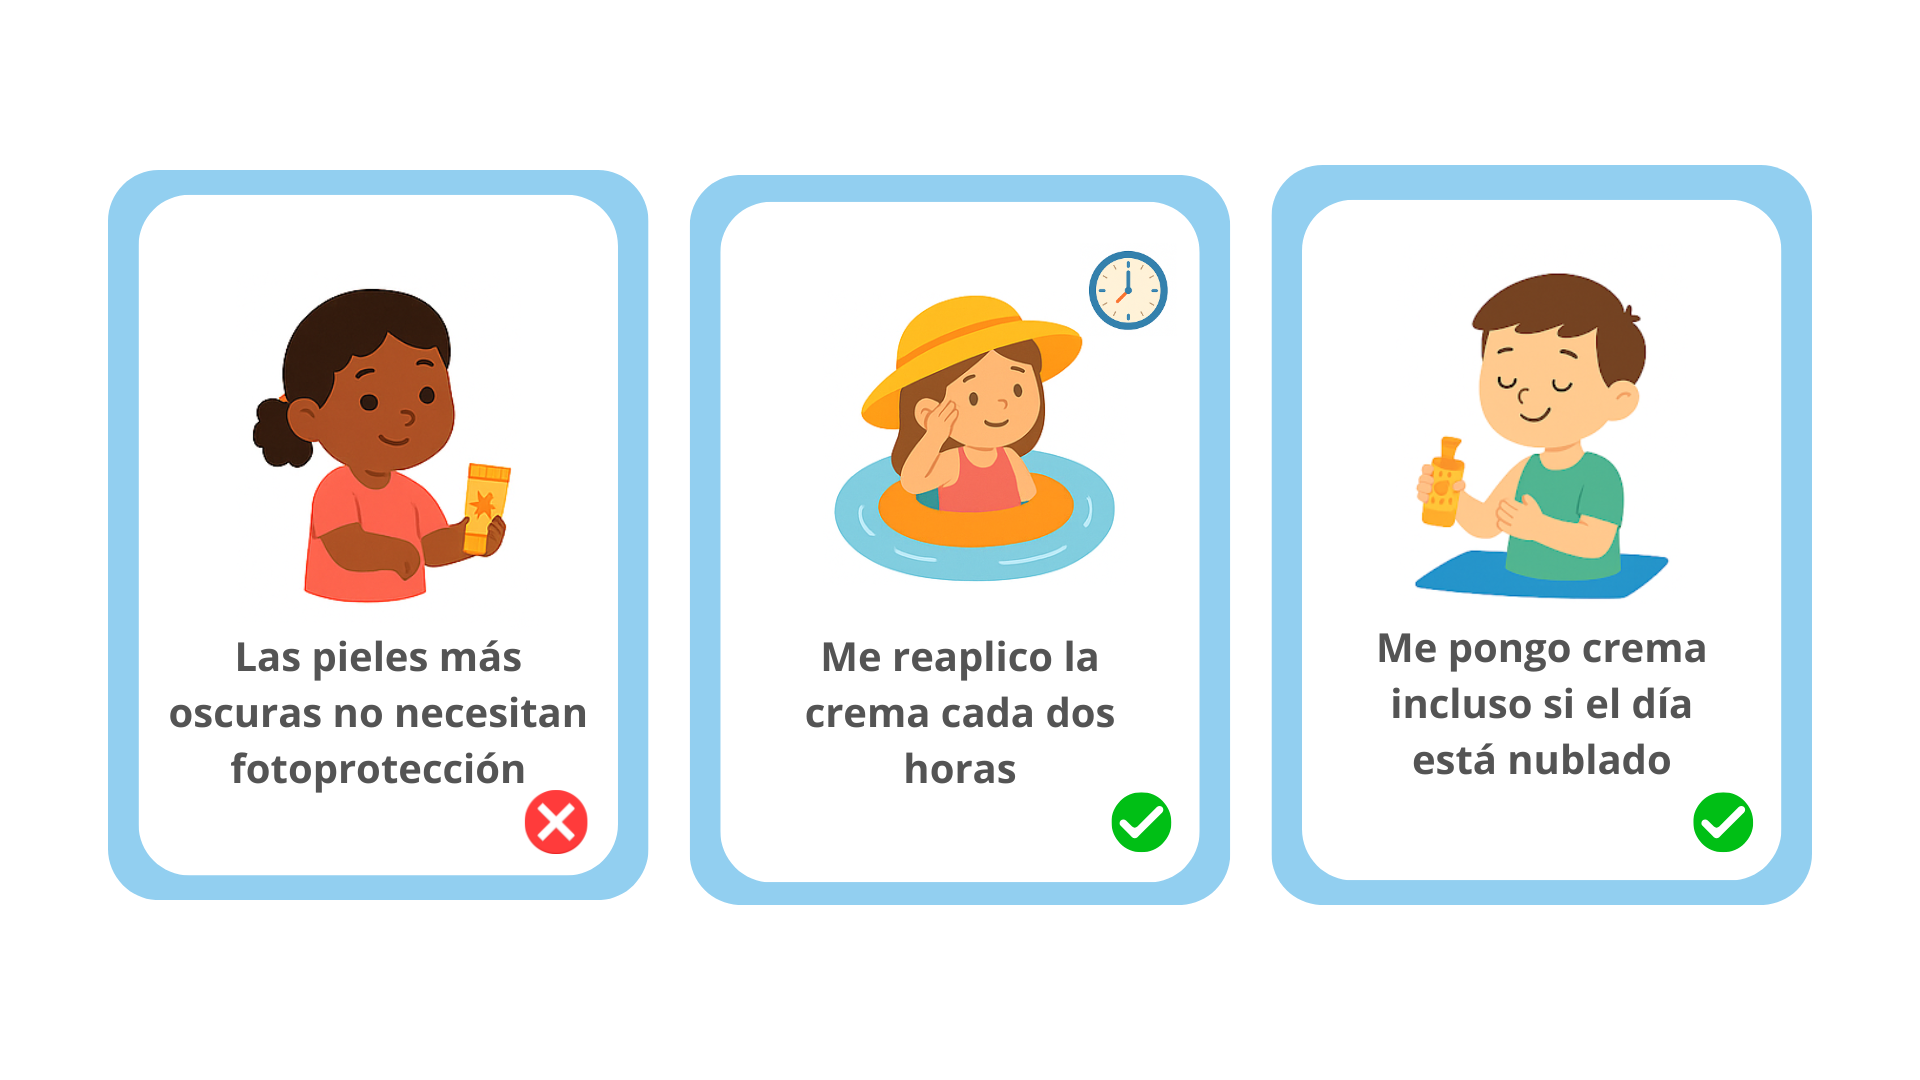 Las pieles más
oscuras no necesitan
fotoprotección
Me reaplico la
crema cada dos
horas
Me pongo crema
incluso si el día
está nublado